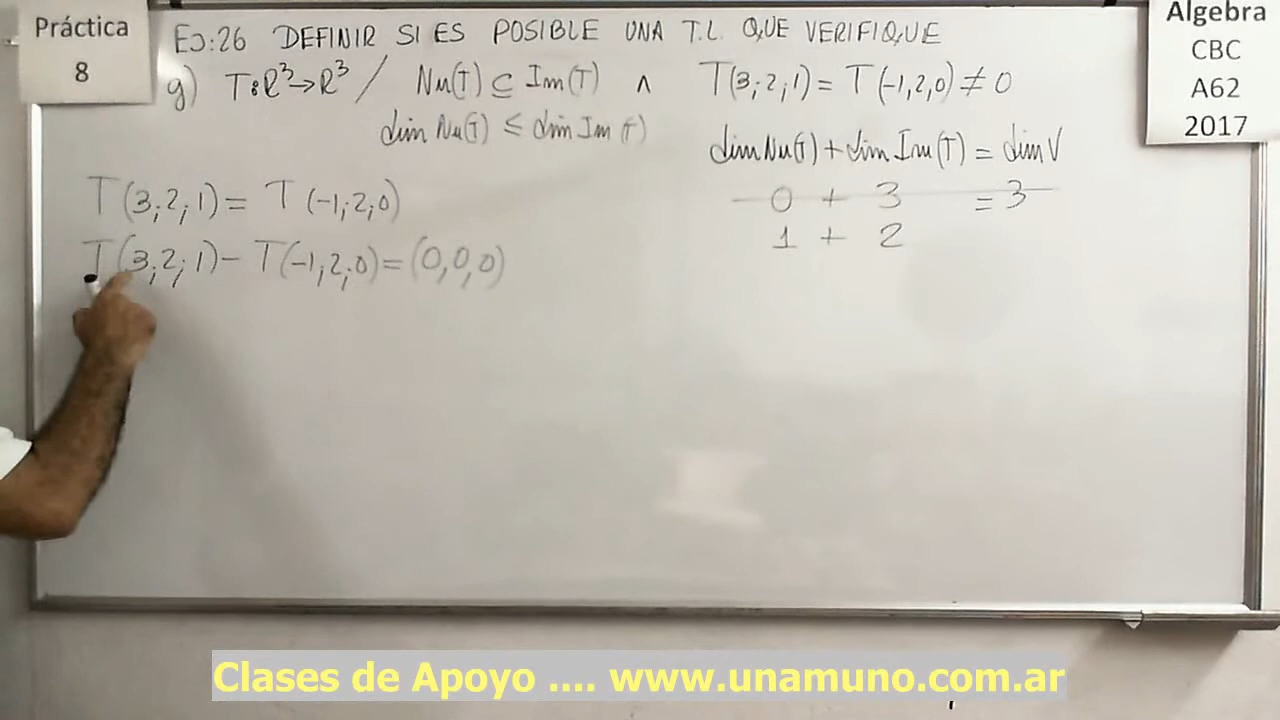 Práctica
8
EJ:26 DEFINIR SI ES POSIBLE UNA T.L. QUE VERIFIQUE
g) T:R³→R³ / Nu(T) ⊆ Im(T) ∧ T(3;2;1) = T(-1,2,0) ≠ 0
dim Nu(T) ≤ dim Im(T)
dim Nu(T) + dim Im(T) = dim V
0 + 3 = 3
1 + 2
T(3;2;1) = T(-1;2;0)
T(3;2;1) - T(-1;2;0) = (0,0,0)
Algebra
CBC
A62
2017
Clases de Apoyo .... www.unamuno.com.ar